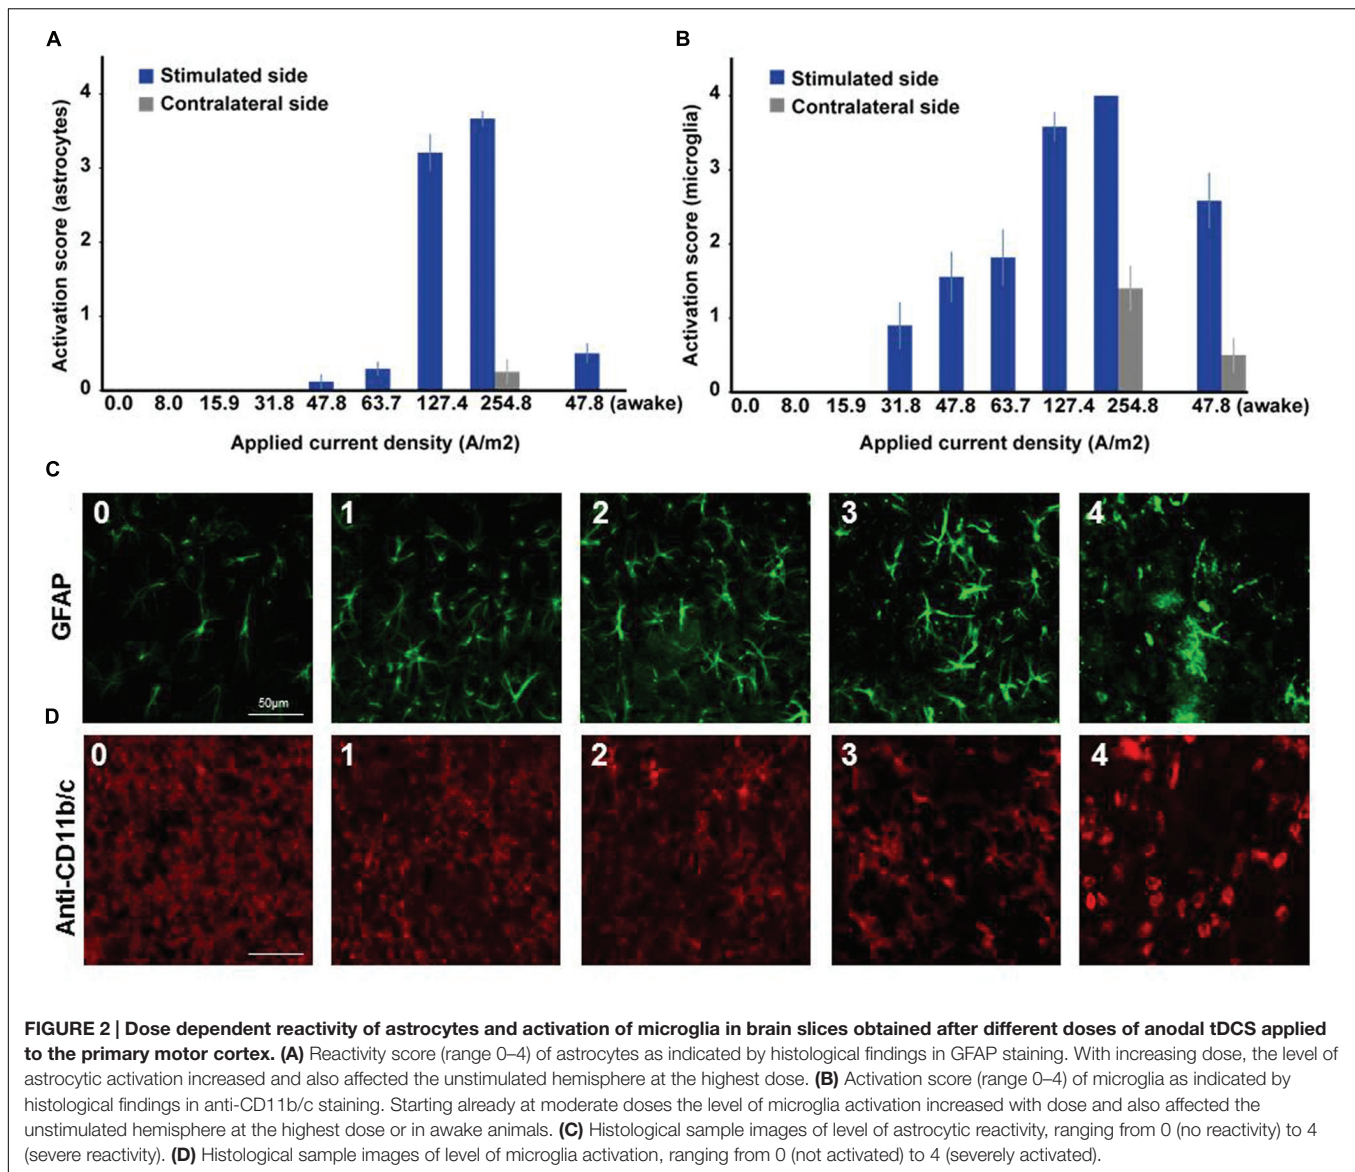 A
Stimulated side
Contralateral side
Activation score (astrocytes)
4
3
2
1
0
0.0 8.0 15.9 31.8 47.8 63.7 127.4 254.8 47.8 (awake)
Applied current density (A/m2)
B
Stimulated side
Contralateral side
Activation score (microglia)
4
3
2
1
0
0.0 8.0 15.9 31.8 47.8 63.7 127.4 254.8 47.8 (awake)
Applied current density (A/m2)
C
GFAP
0 1 2 3 4
50µm
D
Anti-CD11b/c
0 1 2 3 4
FIGURE 2 | Dose dependent reactivity of astrocytes and activation of microglia in brain slices obtained after different doses of anodal tDCS applied
to the primary motor cortex. (A) Reactivity score (range 0–4) of astrocytes as indicated by histological findings in GFAP staining. With increasing dose, the level of
astrocytic activation increased and also affected the unstimulated hemisphere at the highest dose. (B) Activation score (range 0–4) of microglia as indicated by
histological findings in anti-CD11b/c staining. Starting already at moderate doses the level of microglia activation increased with dose and also affected the
unstimulated hemisphere at the highest dose or in awake animals. (C) Histological sample images of level of astrocytic reactivity, ranging from 0 (no reactivity) to 4
(severe reactivity). (D) Histological sample images of level of microglia activation, ranging from 0 (not activated) to 4 (severely activated).